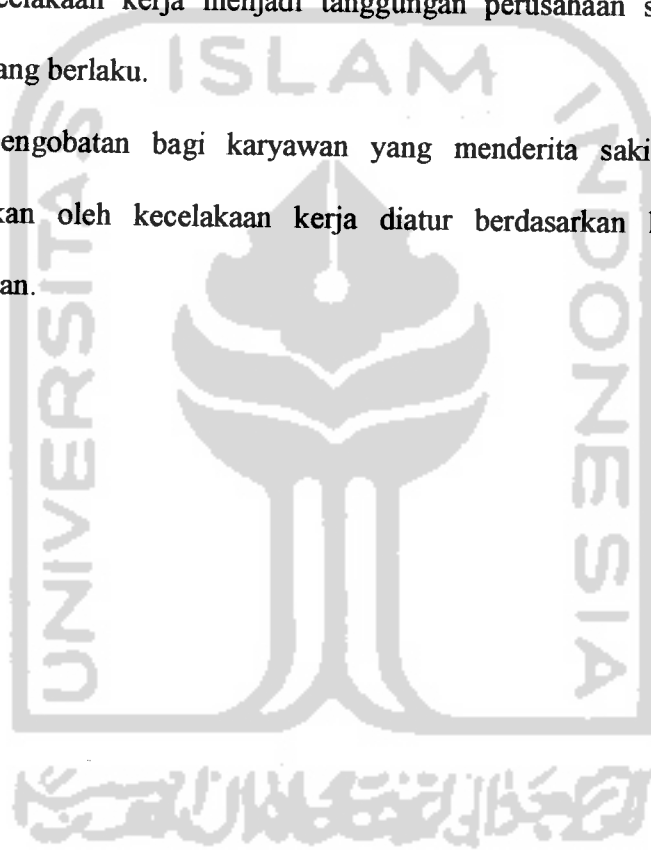 celakaan kerja menjadi tanggungan perusahaan s
ang berlaku.
engobatan bagi karyawan yang menderita saki
kan oleh kecelakaan kerja diatur berdasarkan
an.
ISLAM
UNIVERSITAS
INDONESIA